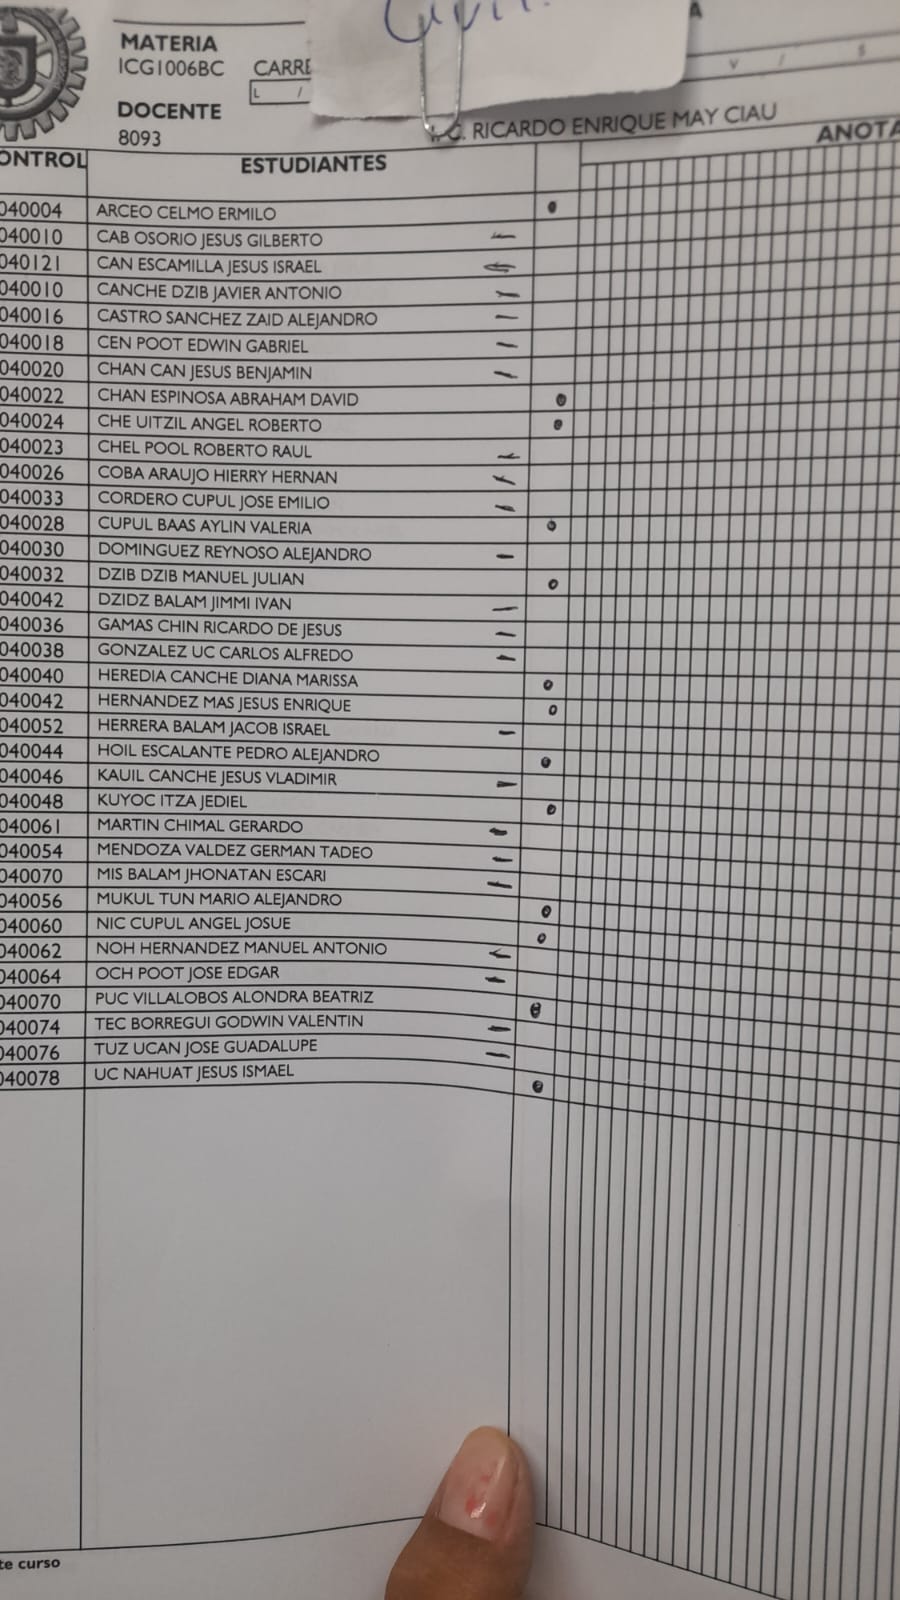 Civil.
A
MATERIA
ICG1006BC CARRE
L / V / S
DOCENTE
8093 RICARDO ENRIQUE MAY CIAU
ANOTA
ONTROL ESTUDIANTES
040004 ARCEO CELMO ERMILO
040010 CAB OSORIO JESUS GILBERTO
040121 CAN ESCAMILLA JESUS ISRAEL
040010 CANCHE DZIB JAVIER ANTONIO
040016 CASTRO SANCHEZ ZAID ALEJANDRO
040018 CEN POOT EDWIN GABRIEL
040020 CHAN CAN JESUS BENJAMIN
040022 CHAN ESPINOSA ABRAHAM DAVID
040024 CHE UITZIL ANGEL ROBERTO
040023 CHEL POOL ROBERTO RAUL
040026 COBA ARAUJO HIERRY HERNAN
040033 CORDERO CUPUL JOSE EMILIO
040028 CUPUL BAAS AYLIN VALERIA
040030 DOMINGUEZ REYNOSO ALEJANDRO
040032 DZIB DZIB MANUEL JULIAN
040042 DZIDZ BALAM JIMMI IVAN
040036 GAMAS CHIN RICARDO DE JESUS
040038 GONZALEZ UC CARLOS ALFREDO
040040 HEREDIA CANCHE DIANA MARISSA
040042 HERNANDEZ MAS JESUS ENRIQUE
040052 HERRERA BALAM JACOB ISRAEL
040044 HOIL ESCALANTE PEDRO ALEJANDRO
040046 KAUIL CANCHE JESUS VLADIMIR
040048 KUYOC ITZA JEDIEL
040061 MARTIN CHIMAL GERARDO
040054 MENDOZA VALDEZ GERMAN TADEO
040070 MIS BALAM JHONATAN ESCARI
040056 MUKUL TUN MARIO ALEJANDRO
040060 NIC CUPUL ANGEL JOSUE
040062 NOH HERNANDEZ MANUEL ANTONIO
040064 OCH POOT JOSE EDGAR
040070 PUC VILLALOBOS ALONDRA BEATRIZ
040074 TEC BORREGUI GODWIN VALENTIN
040076 TUZ UCAN JOSE GUADALUPE
040078 UC NAHUAT JESUS ISMAEL
te curso